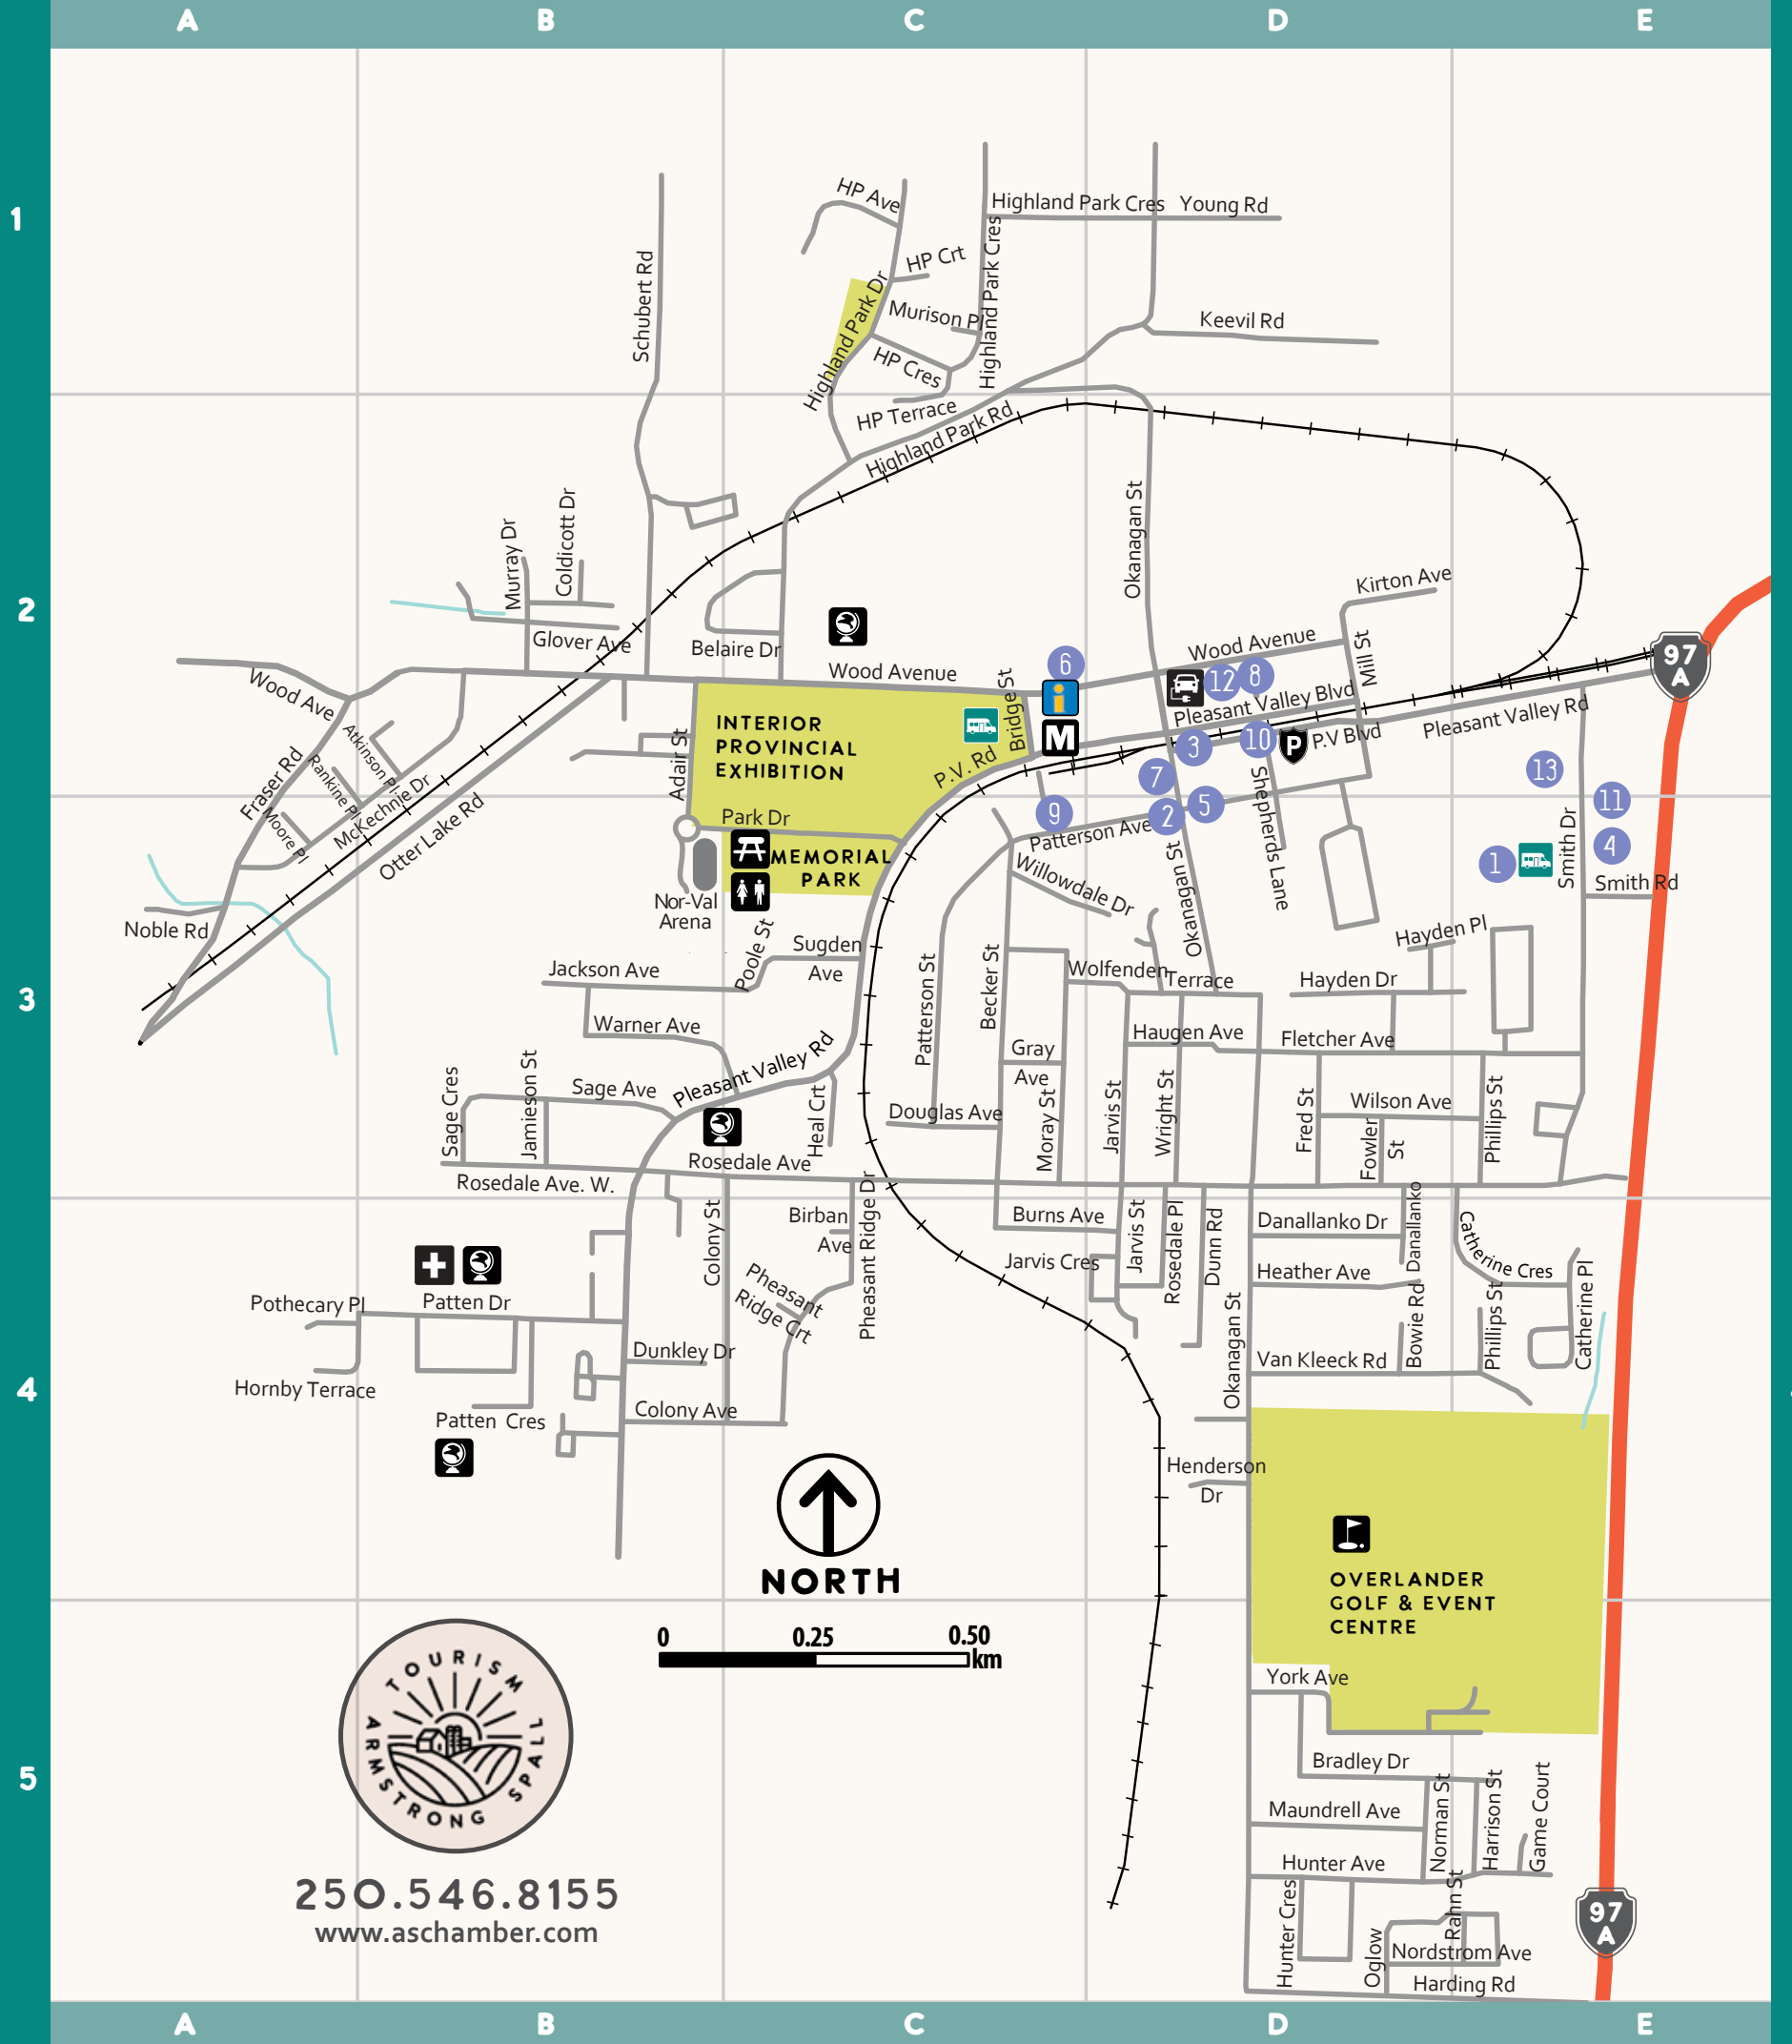 A B C D E
1
HP Ave
Highland Park Cres Young Rd
HP Crt
Highland Park Cres
Schubert Rd
Highland Park Dr
Murison Pl
Keevil Rd
HP Cres
HP Terrace
Highland Park Rd
2
Okanagan St
Murray Dr
Coldicott Dr
Kirton Ave
Glover Ave
Belaire Dr
Wood Avenue
Wood Avenue
Mill St
6
97
A
Wood Ave
Bridge St
i
12
8
Pleasant Valley Blvd
Pleasant Valley Rd
INTERIOR
PROVINCIAL
EXHIBITION
Adair St
M
3
10
P
P.V Blvd
P.V. Rd
Atkinson Pl
Rankine Pl
Fraser Rd
Moore Pl
McKechnie Dr
Otter Lake Rd
7
13
Shepherds Lane
9
2
5
11
Patterson Ave
Park Dr
MEMORIAL
PARK
Smith Dr
4
1
Smith Rd
Willowdale Dr
Okanagan St
Nor-Val
Arena
Noble Rd
3
Poole St
Sugden
Ave
Jackson Ave
Hayden Pl
Wolfenden
Terrace
Hayden Dr
Patterson St
Becker St
Warner Ave
Haugen Ave
Fletcher Ave
Gray
Ave
Pleasant Valley Rd
Sage Cres
Jamieson St
Sage Ave
Heal Crt
Douglas Ave
Moray St
Jarvis St
Wright St
Fred St
Wilson Ave
Fowler
St
Phillips St
Rosedale Ave
Rosedale Ave. W.
4
Colony St
Birban
Ave
Pheasant Ridge Dr
Burns Ave
Jarvis St
Rosedale Pl
Dunn Rd
Danallanko Dr
Danallanko
Catherine Cres
Jarvis Cres
Heather Ave
Catherine Pl
Pheasant
Ridge Crt
Pothecary Pl
Patten Dr
Okanagan St
Bowie Rd
Phillips St
Dunkley Dr
Van Kleeck Rd
Hornby Terrace
Colony Ave
Patten Cres
Henderson
Dr
NORTH
OVERLANDER
GOLF & EVENT
CENTRE
0 0.25 0.50
km
5
York Ave
TOURISM
ARMSTRONG SPALL
Bradley Dr
Maundrell Ave
Norman St
Harrison St
Game Court
Hunter Ave
250.546.8155
www.aschamber.com
Hunter Cres
Rahn St
97
A
Oglow
Nordstrom Ave
Harding Rd
A B C D E